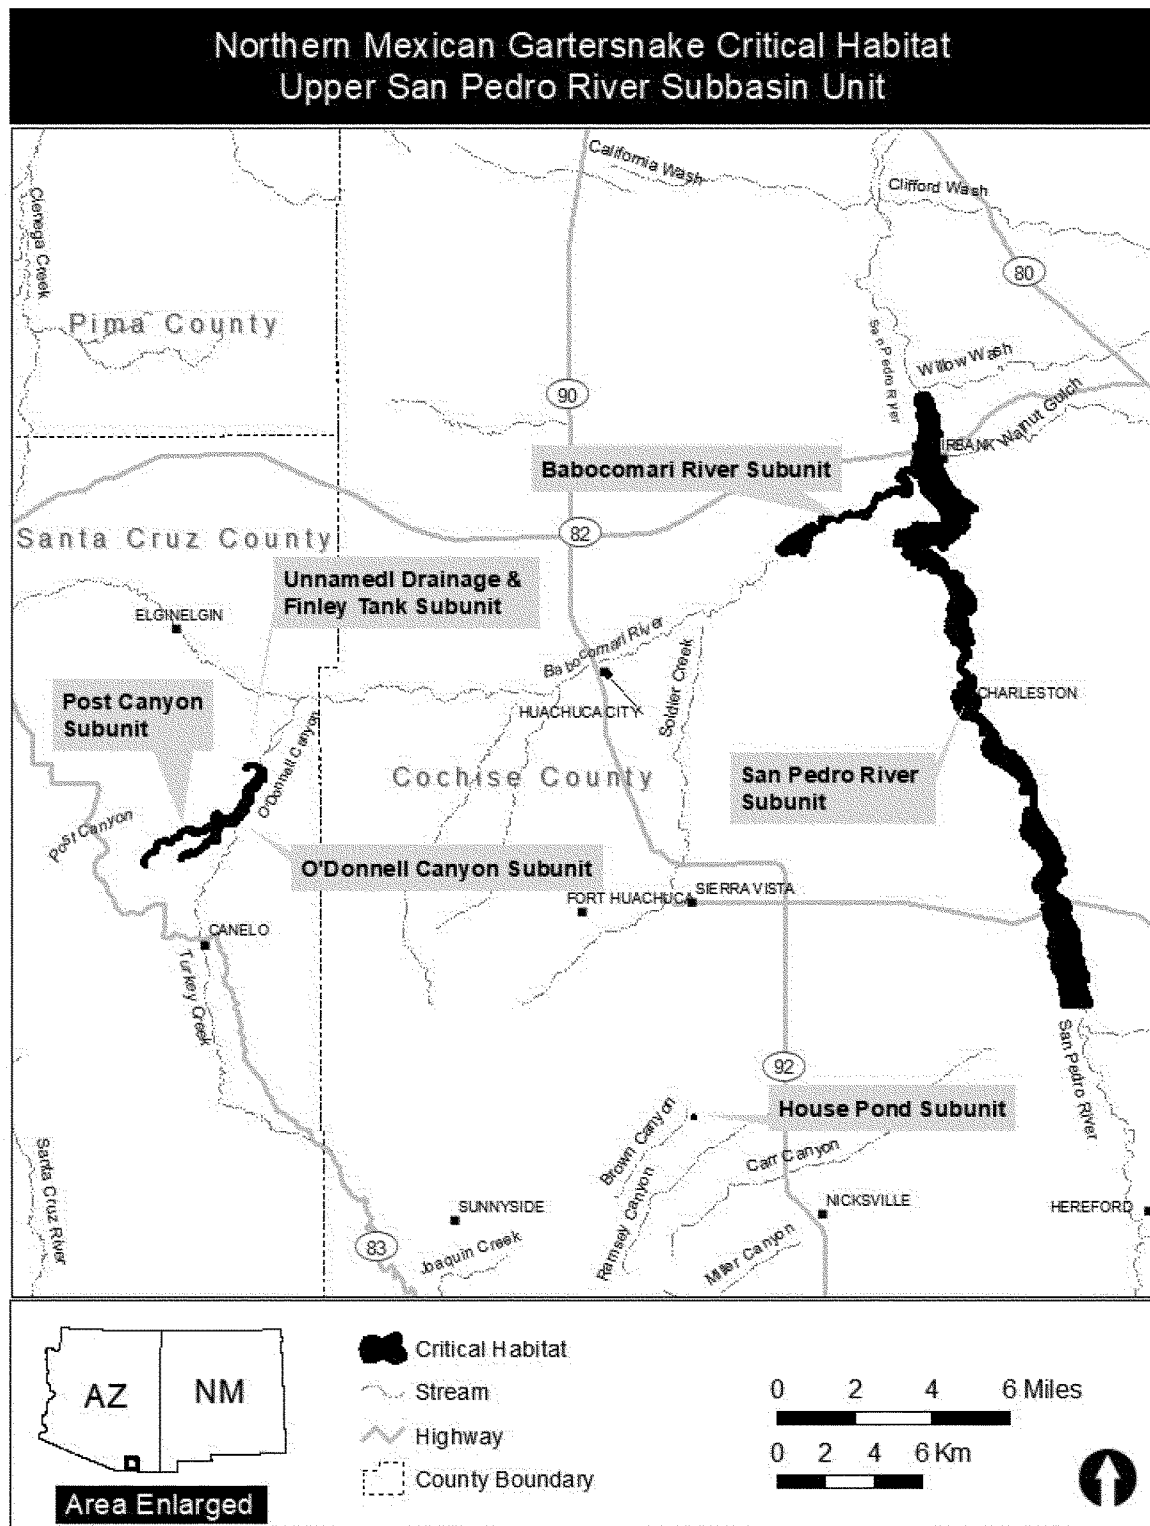 Northern Mexican Gartersnake Critical Habitat
Upper San Pedro River Subbasin Unit
California Wash
Clifford Wash
Cienega Creek
80
Pima County
San Pedro River
Willow Wash
90
Walnut Gulch
IRBANK
Babocomari River Subunit
82
Santa Cruz County
Unnamedl Drainage &
Finley Tank Subunit
ELGINELGIN
Babocomari River
Soldier Creek
Post Canyon
Subunit
CHARLESTON
HUACHUCA CITY
O'Donnell Canyon
Cochise County
San Pedro River
Subunit
Post Canyon
O'Donnell Canyon Subunit
SIERRA VISTA
FORT HUACHUCA
CANELO
Turkey Creek
San Pedro River
92
House Pond Subunit
Brown Canyon
Carr Canyon
Santa Cruz River
Ramsey Canyon
SUNNYSIDE
NICKSVILLE
HEREFORD
83
Joaquin Creek
Miller Canyon
AZ
NM
Area Enlarged
Critical Habitat
Stream
Highway
County Boundary
0 2 4 6 Miles
0 2 4 6 Km